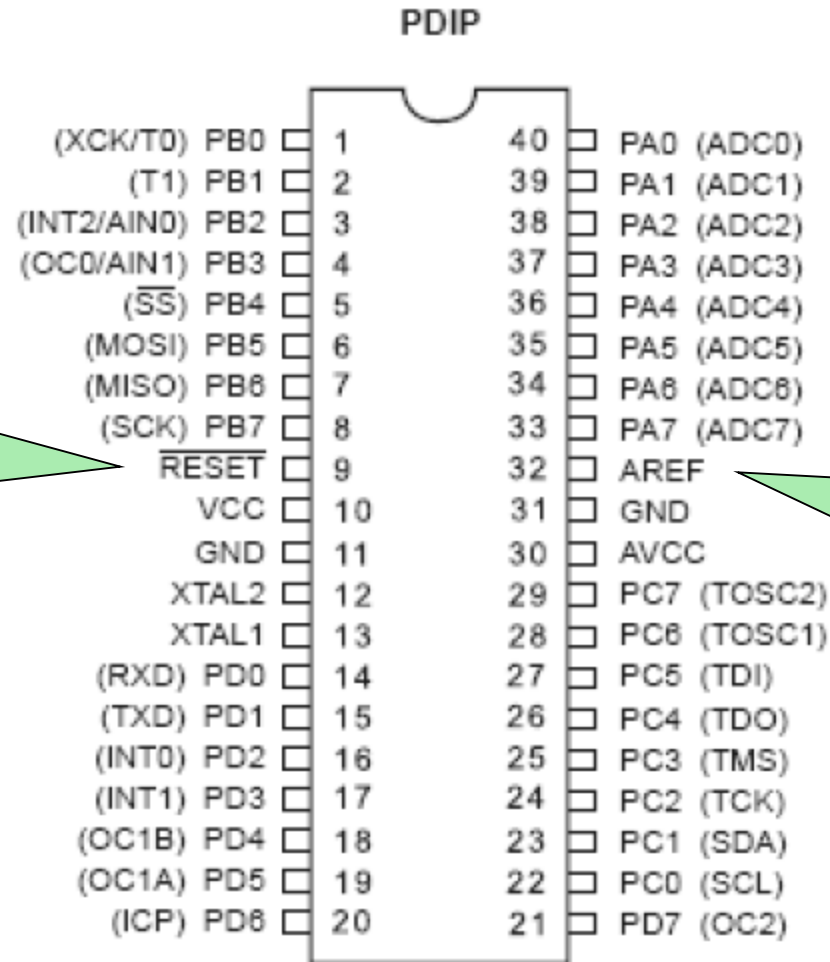 PDIP
(XCK/T0) PB0 1 40 PA0 (ADC0)
(T1) PB1 2 39 PA1 (ADC1)
(INT2/AIN0) PB2 3 38 PA2 (ADC2)
(OC0/AIN1) PB3 4 37 PA3 (ADC3)
(S̅S̅) PB4 5 36 PA4 (ADC4)
(MOSI) PB5 6 35 PA5 (ADC5)
(MISO) PB6 7 34 PA6 (ADC6)
(SCK) PB7 8 33 PA7 (ADC7)
R̅E̅S̅E̅T̅ 9 32 AREF
VCC 10 31 GND
GND 11 30 AVCC
XTAL2 12 29 PC7 (TOSC2)
XTAL1 13 28 PC6 (TOSC1)
(RXD) PD0 14 27 PC5 (TDI)
(TXD) PD1 15 26 PC4 (TDO)
(INT0) PD2 16 25 PC3 (TMS)
(INT1) PD3 17 24 PC2 (TCK)
(OC1B) PD4 18 23 PC1 (SDA)
(OC1A) PD5 19 22 PC0 (SCL)
(ICP) PD6 20 21 PD7 (OC2)